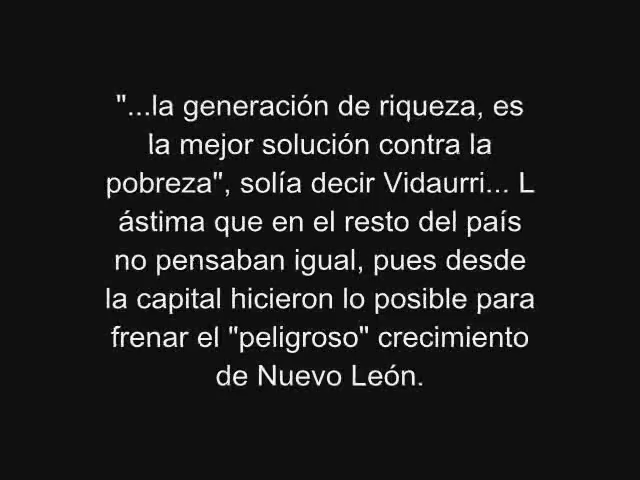 "...la generación de riqueza, es
la mejor solución contra la
pobreza", solía decir Vidaurri... L
ástima que en el resto del país
no pensaban igual, pues desde
la capital hicieron lo posible para
frenar el "peligroso" crecimiento
de Nuevo León.